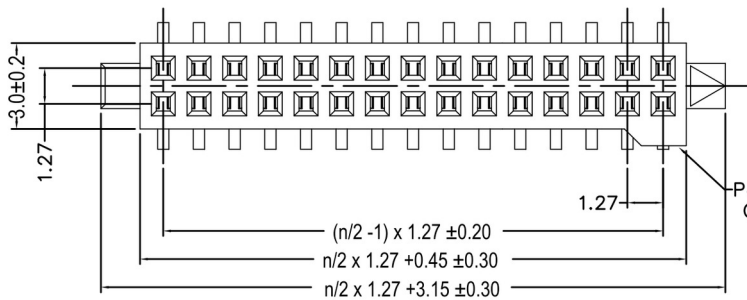 3.0±0.2
1.27
1.27
P
(n/2 -1) x 1.27 ±0.20
n/2 x 1.27 +0.45 ±0.30
n/2 x 1.27 +3.15 ±0.30